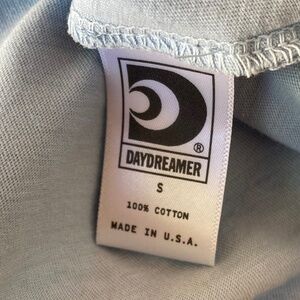 D®
DAYDREAMER
S
100% COTTON
MADE IN U.S.A.